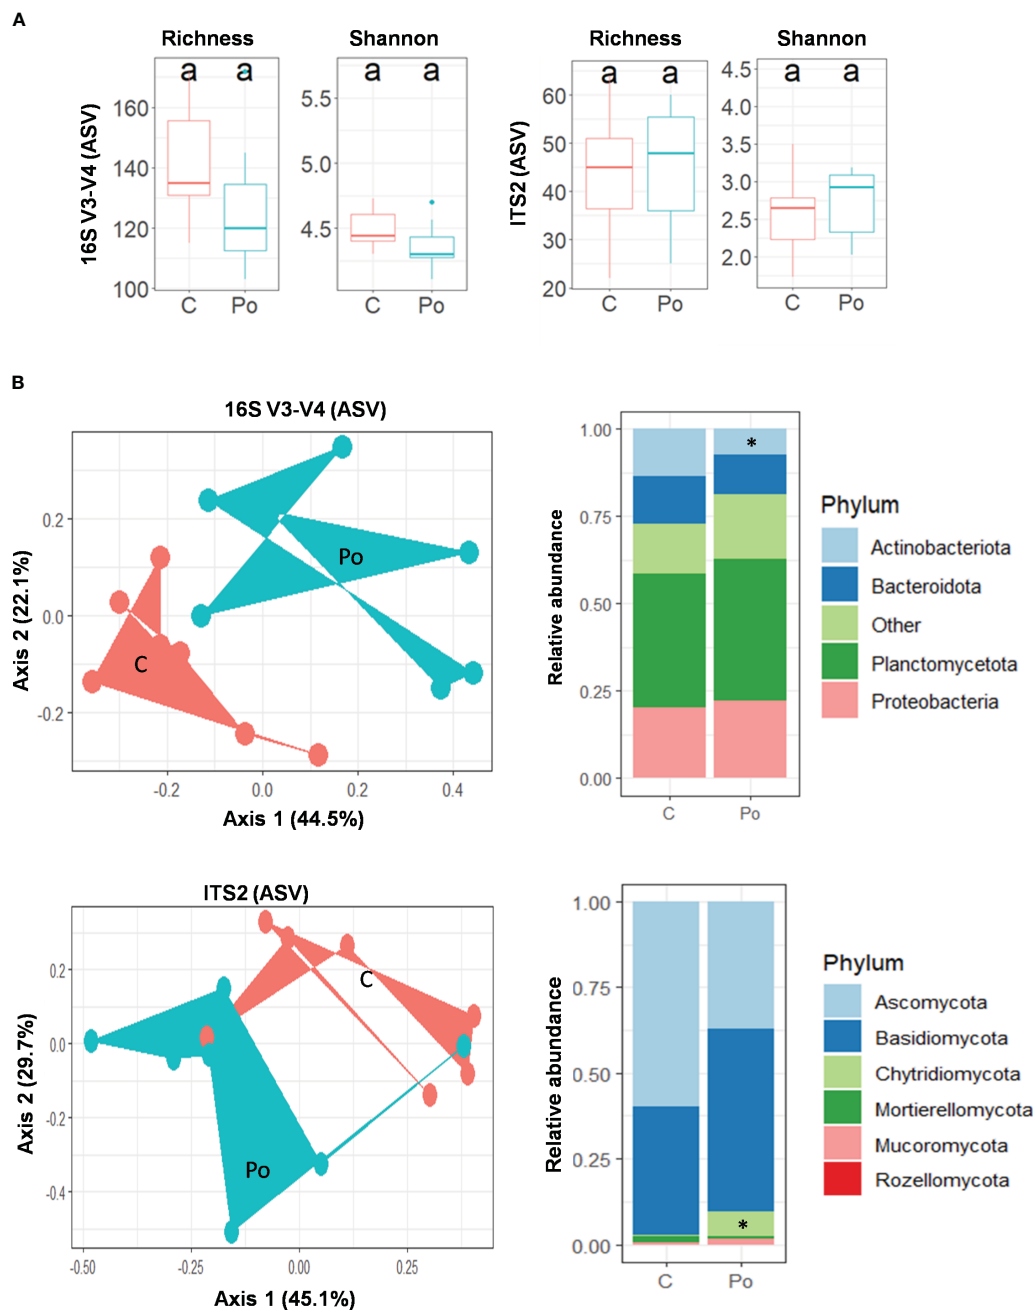 A
Richness Shannon Richness Shannon
16S V3-V4 (ASV)
160
140
120
100
a a
C Po
5.5
5.0
4.5
a a
C Po
ITS2 (ASV)
60
50
40
30
20
a a
C Po
4.5
4.0
3.5
3.0
2.5
2.0
a a
C Po
B
16S V3-V4 (ASV)
Axis 2 (22.1%)
0.2
0.0
-0.2
Po
C
-0.2 0.0 0.2 0.4
Axis 1 (44.5%)
Relative abundance
1.00
0.75
0.50
0.25
0.00
*
C Po
Phylum
Actinobacteriota
Bacteroidota
Other
Planctomycetota
Proteobacteria
ITS2 (ASV)
Axis 2 (29.7%)
0.2
0.0
-0.2
-0.4
C
Po
-0.50 -0.25 0.00 0.25
Axis 1 (45.1%)
Relative abundance
1.00
0.75
0.50
0.25
0.00
*
C Po
Phylum
Ascomycota
Basidiomycota
Chytridiomycota
Mortierellomycota
Mucoromycota
Rozellomycota